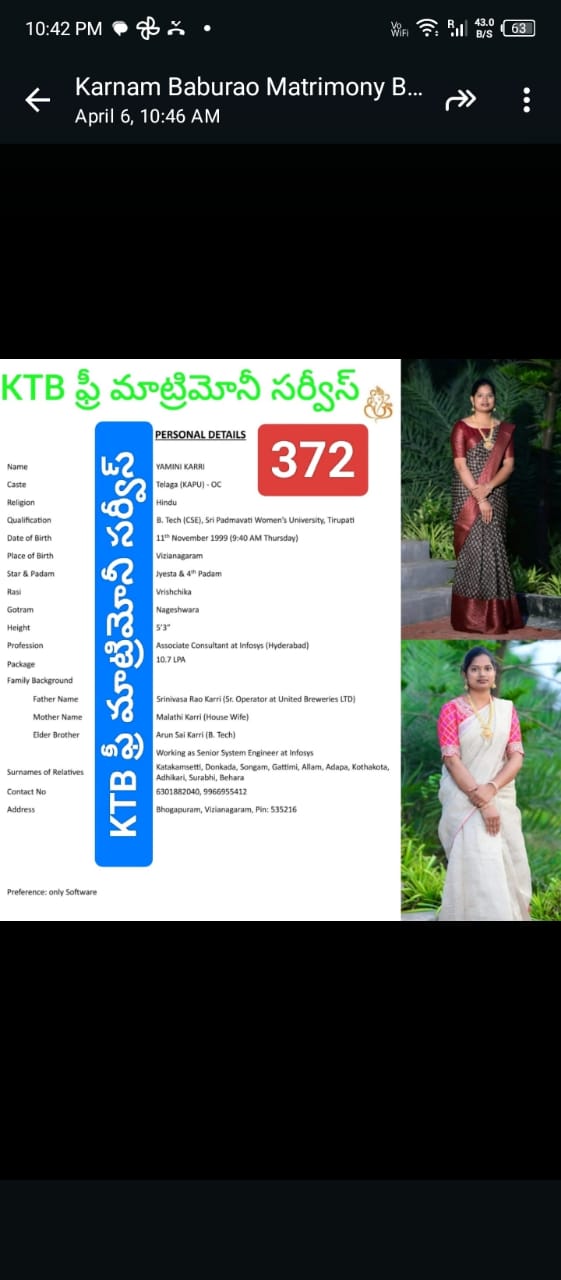 10:42 PM
Vo WiFi
R
43.0 B/S
63
Karnam Baburao Matrimony B...
April 6, 10:46 AM
KTB ఫ్రీ మాట్రిమోనీ సర్వీస్
PERSONAL DETAILS
372
KTB ఫ్రీ మాట్రిమోనీ సర్వీస్
Name YAMINI KARRI
Caste Telaga (KAPU) - OC
Religion Hindu
Qualification B. Tech (CSE), Sri Padmavati Women's University, Tirupati
Date of Birth 11th November 1999 (9:40 AM Thursday)
Place of Birth Vizianagaram
Star & Padam Jyesta & 4th Padam
Rasi Vrishchika
Gotram Nageshwara
Height 5'3"
Profession Associate Consultant at Infosys (Hyderabad)
Package 10.7 LPA
Family Background
Father Name Srinivasa Rao Karri (Sr. Operator at United Breweries LTD)
Mother Name Malathi Karri (House Wife)
Elder Brother Arun Sai Karri (B. Tech)
Working as Senior System Engineer at Infosys
Surnames of Relatives Katakamsetti, Donkada, Songam, Gattimi, Allam, Adapa, Kothakota,
Adhikari, Surabhi, Behara
Contact No 6301882040, 9966955412
Address Bhogapuram, Vizianagaram, Pin: 535216
Preference: only Software